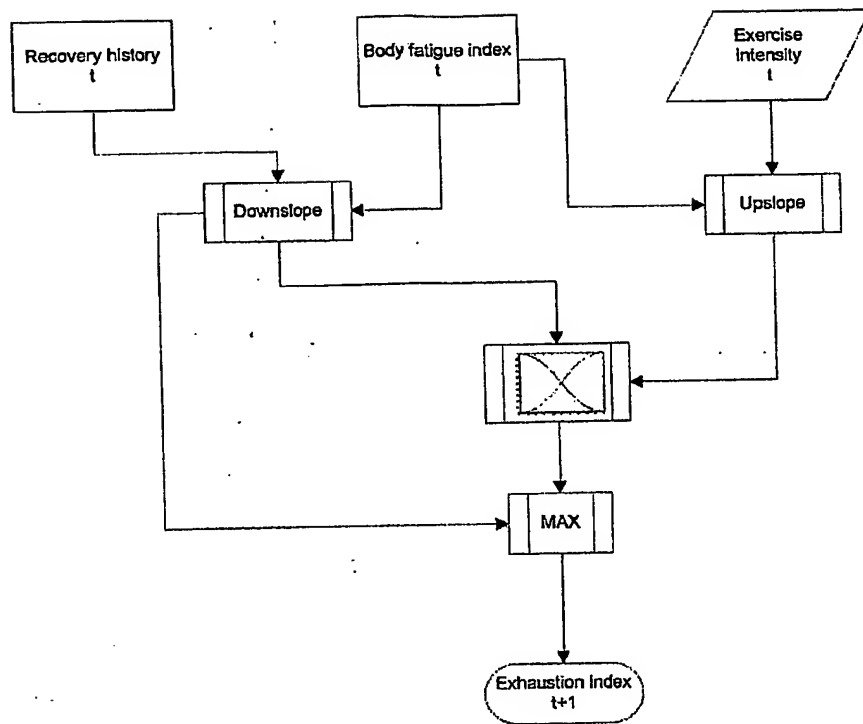 Recovery history
t
Body fatigue index
t
Exercise
intensity
t
Downslope
Upslope
MAX
Exhaustion Index
t+1